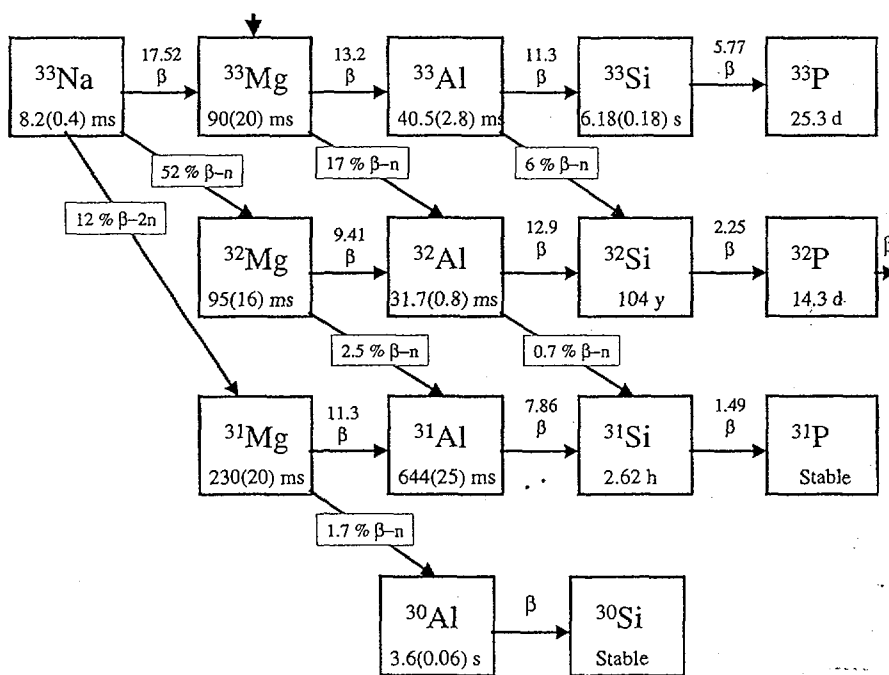 17.52 13.2 11.3 5.77
β β β β
³³Na ³³Mg ³³Al ³³Si ³³P
8.2(0.4) ms 90(20) ms 40.5(2.8) ms 6.18(0.18) s 25.3 d
52 % β–n 17 % β–n 6 % β–n
12 % β–2n
9.41 12.9 2.25 β
β β β
³²Mg ³²Al ³²Si ³²P
95(16) ms 31.7(0.8) ms 104 y 14.3 d
2.5 % β–n 0.7 % β–n
11.3 7.86 1.49
β β β
³¹Mg ³¹Al ³¹Si ³¹P
230(20) ms 644(25) ms 2.62 h Stable
1.7 % β–n
β
³⁰Al ³⁰Si
3.6(0.06) s Stable